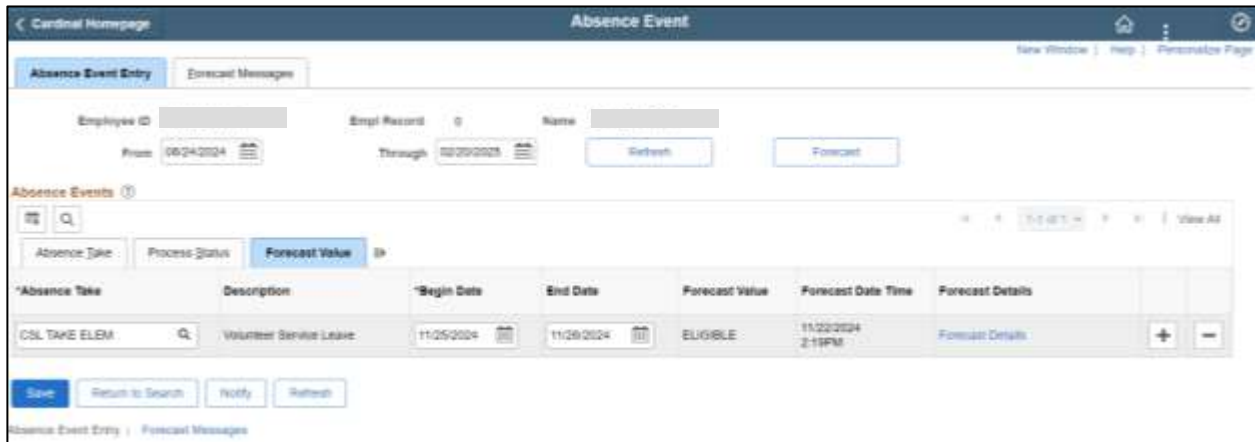 Cardinal Homepage
Absence Event
New Window | Help | Personalize Page
Absence Event Entry
Forecast Messages
Employee ID
Empl Record 0
Name
From 08/24/2024
Through 02/20/2025
Refresh
Forecast
Absence Events
1-1 of 1
View All
Absence Take
Process Status
Forecast Value
*Absence Take
Description
*Begin Date
End Date
Forecast Value
Forecast Date Time
Forecast Details
CSL TAKE ELEM
Volunteer Service Leave
11/25/2024
11/26/2024
ELIGIBLE
11/22/2024
2:19PM
Forecast Details
Save
Return to Search
Notify
Refresh
Absence Event Entry | Forecast Messages